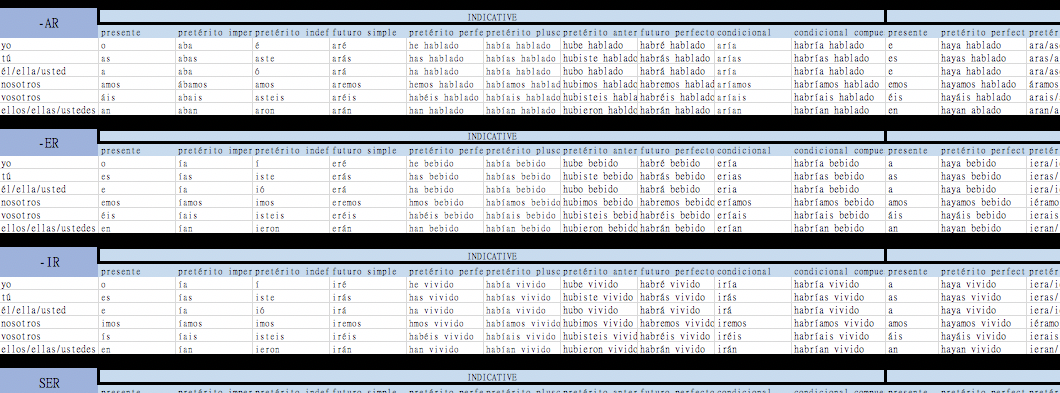 -AR INDICATIVE
presente pretérito imper pretérito indef futuro simple pretérito perfe pretérito plusc pretérito anter futuro perfecto condicional condicional compue presente pretérito perfect pretér
yo o aba é aré he hablado había hablado hube hablado habré hablado aría habría hablado e haya hablado ara/as
tú as abas aste arás has hablado habías hablado hubiste hablado habrás hablado arías habrías hablado es hayas hablado aras/a
él/ella/usted a aba ó ará ha hablado había hablado hubo hablado habrá hablado aría habría hablado e haya hablado ara/as
nosotros amos ábamos amos aremos hemos hablado habíamos hablad hubimos hablado habremos hablad aríamos habríamos hablado emos hayamos hablado áramos
vosotros áis abais asteis aréis habéis hablado habíais hablado hubisteis habla habréis hablado aríais habríais hablado éis hayáis hablado arais/
ellos/ellas/ustedes an aban aron arán han hablado habían hablado hubieron hablad habrán hablado arían habrían hablado en hayan hablado aran/a
-ER INDICATIVE
presente pretérito imper pretérito indef futuro simple pretérito perfe pretérito plusc pretérito anter futuro perfecto condicional condicional compue presente pretérito perfect pretér
yo o ía í eré he bebido había bebido hube bebido habré bebido ería habría bebido a haya bebido iera/i
tú es ías iste erás has bebido habías bebido hubiste bebido habrás bebido erías habrías bebido as hayas bebido ieras/
él/ella/usted e ía ió erá ha bebido había bebido hubo bebido habrá bebido eria habría bebido a haya bebido iera/i
nosotros emos íamos imos eremos hmos bebido habíamos bebido hubimos bebido habremos bebido eríamos habríamos bebido amos hayamos bebido iéramo
vosotros éis íais isteis eréis habéis bebido habíais bebido hubisteis bebid habréis bebido eríais habríais bebido áis hayáis bebido ierais
ellos/ellas/ustedes en ían ieron erán han bebido habían bebido hubieron bebido habrán bebido erían habrían bebido an hayan bebido ieran/
-IR INDICATIVE
presente pretérito imper pretérito indef futuro simple pretérito perfe pretérito plusc pretérito anter futuro perfecto condicional condicional compue presente pretérito perfect pretér
yo o ía í iré he vivido había vivido hube vivido habré vivido iría habría vivido a haya vivido iera/i
tú es ías iste irás has vivido habías vivido hubiste vivido habrás vivido irás habrías vivido as hayas vivido ieras/
él/ella/usted e ía ió irá ha vivido había vivido hubo vivido habrá vivido irá habría vivido a haya vivido iera/i
nosotros imos íamos imos iremos hemos vivido habíamos vivido hubimos vivido habremos vivido iremos habríamos vivido amos hayamos vivido iéramo
vosotros ís íais isteis iréis habéis vivido habíais vivido hubisteis vivid habréis vivido iréis habríais vivido áis hayáis vivido ierais
ellos/ellas/ustedes en ían ieron irán han vivido habían vivido hubieron vivido habrán vivido irán habrían vivido an hayan vivido ieran/
SER INDICATIVE
presente pretérito imper pretérito indef futuro simple pretérito perfe pretérito plusc pretérito anter futuro perfecto condicional condicional compue presente pretérito perfect pretér